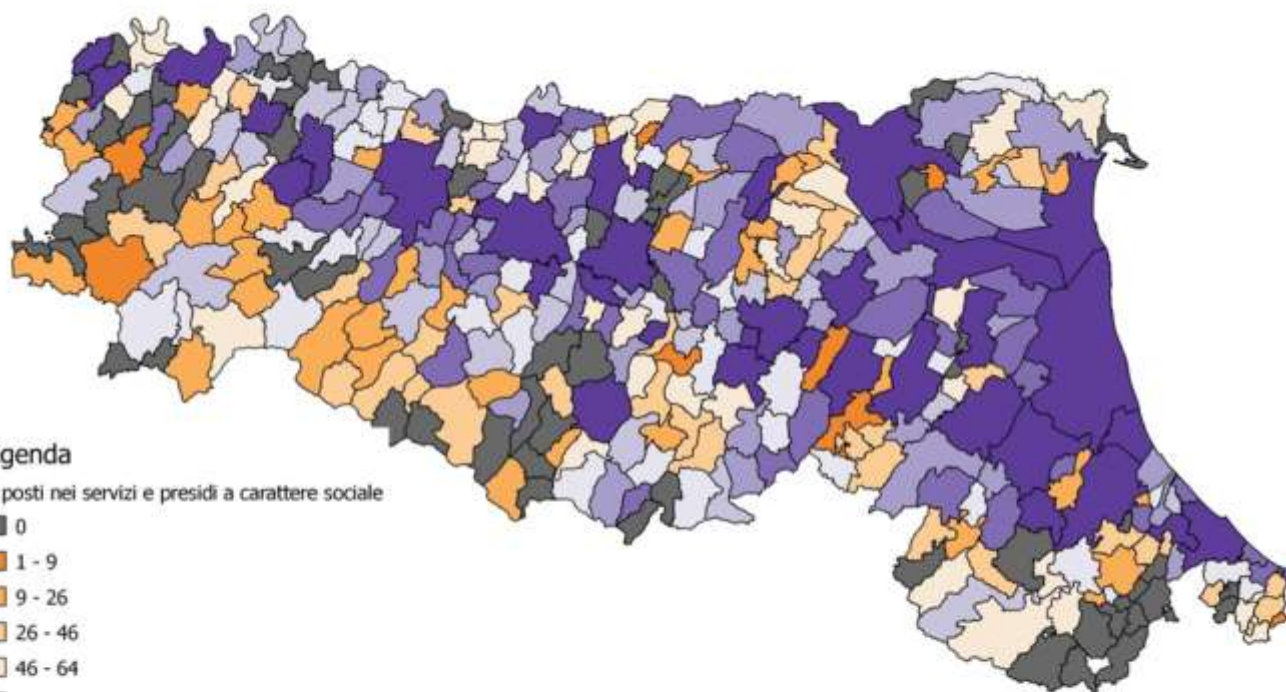 genda
posti nei servizi e presidi a carattere sociale
0
1 - 9
9 - 26
26 - 46
46 - 64